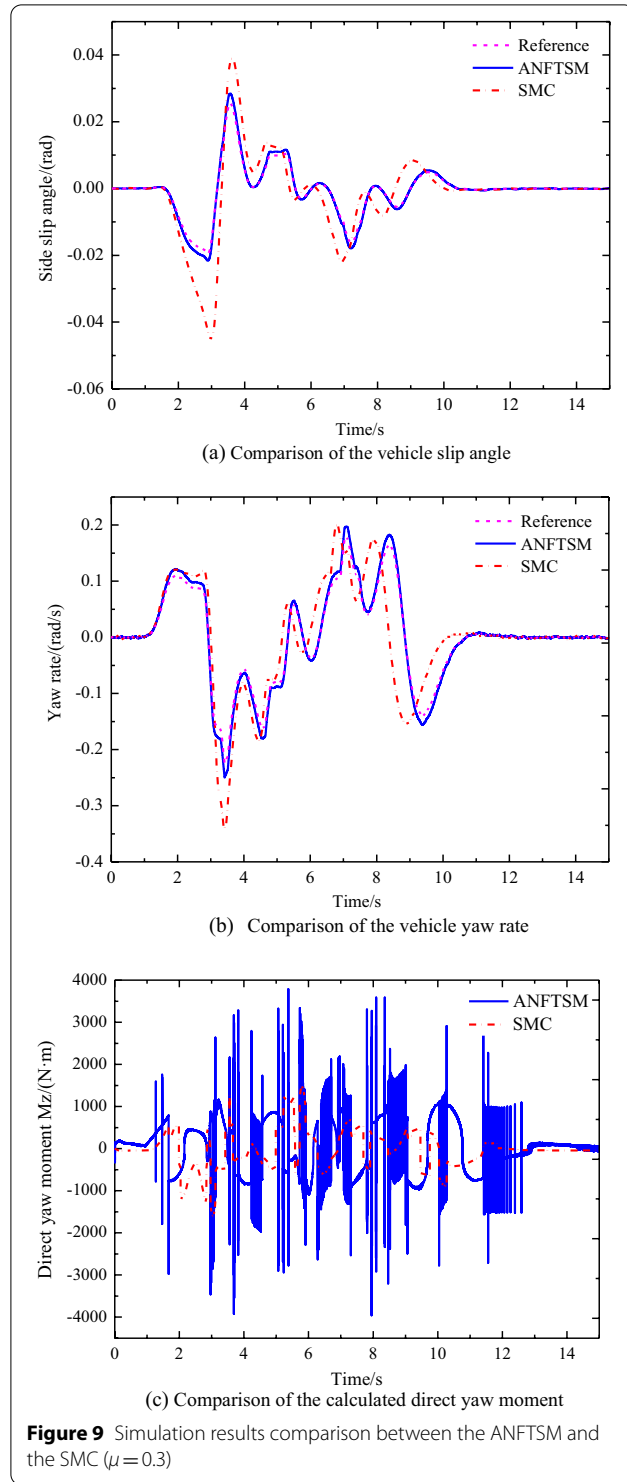 0.04
0.02
0.00
-0.02
-0.04
-0.06
Side slip angle/(rad)
Reference
ANFTSM
SMC
0 2 4 6 8 10 12 14
Time/s
(a) Comparison of the vehicle slip angle
0.2
0.1
0.0
-0.1
-0.2
-0.3
-0.4
Yaw rate/(rad/s)
Reference
ANFTSM
SMC
0 2 4 6 8 10 12 14
Time/s
(b) Comparison of the vehicle yaw rate
4000
3000
2000
1000
0
-1000
-2000
-3000
-4000
Direct yaw moment Mz/(N·m)
ANFTSM
SMC
0 2 4 6 8 10 12 14
Time/s
(c) Comparison of the calculated direct yaw moment
Figure 9 Simulation results comparison between the ANFTSM and
the SMC (μ = 0.3)